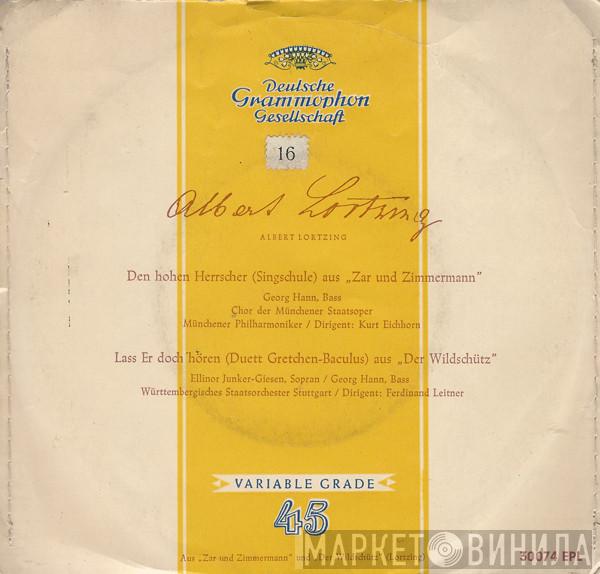 Deutsche
Grammophon
Gesellschaft
16
Albert Lortzing
ALBERT LORTZING
Den hohen Herrscher (Singschule) aus „Zar und Zimmermann”
Georg Hann, Bass
Chor der Münchener Staatsoper
Münchener Philharmoniker / Dirigent: Kurt Eichhorn
Lass Er doch hören (Duett Gretchen-Baculus) aus „Der Wildschütz”
Ellinor Junker-Giesen, Sopran / Georg Hann, Bass
Württembergisches Staatsorchester Stuttgart / Dirigent: Ferdinand Leitner
VARIABLE GRADE
45
Aus „Zar und Zimmermann” und „Der Wildschütz” (Lortzing)
30074 EPL
МАРКЕТ ВИНИЛА